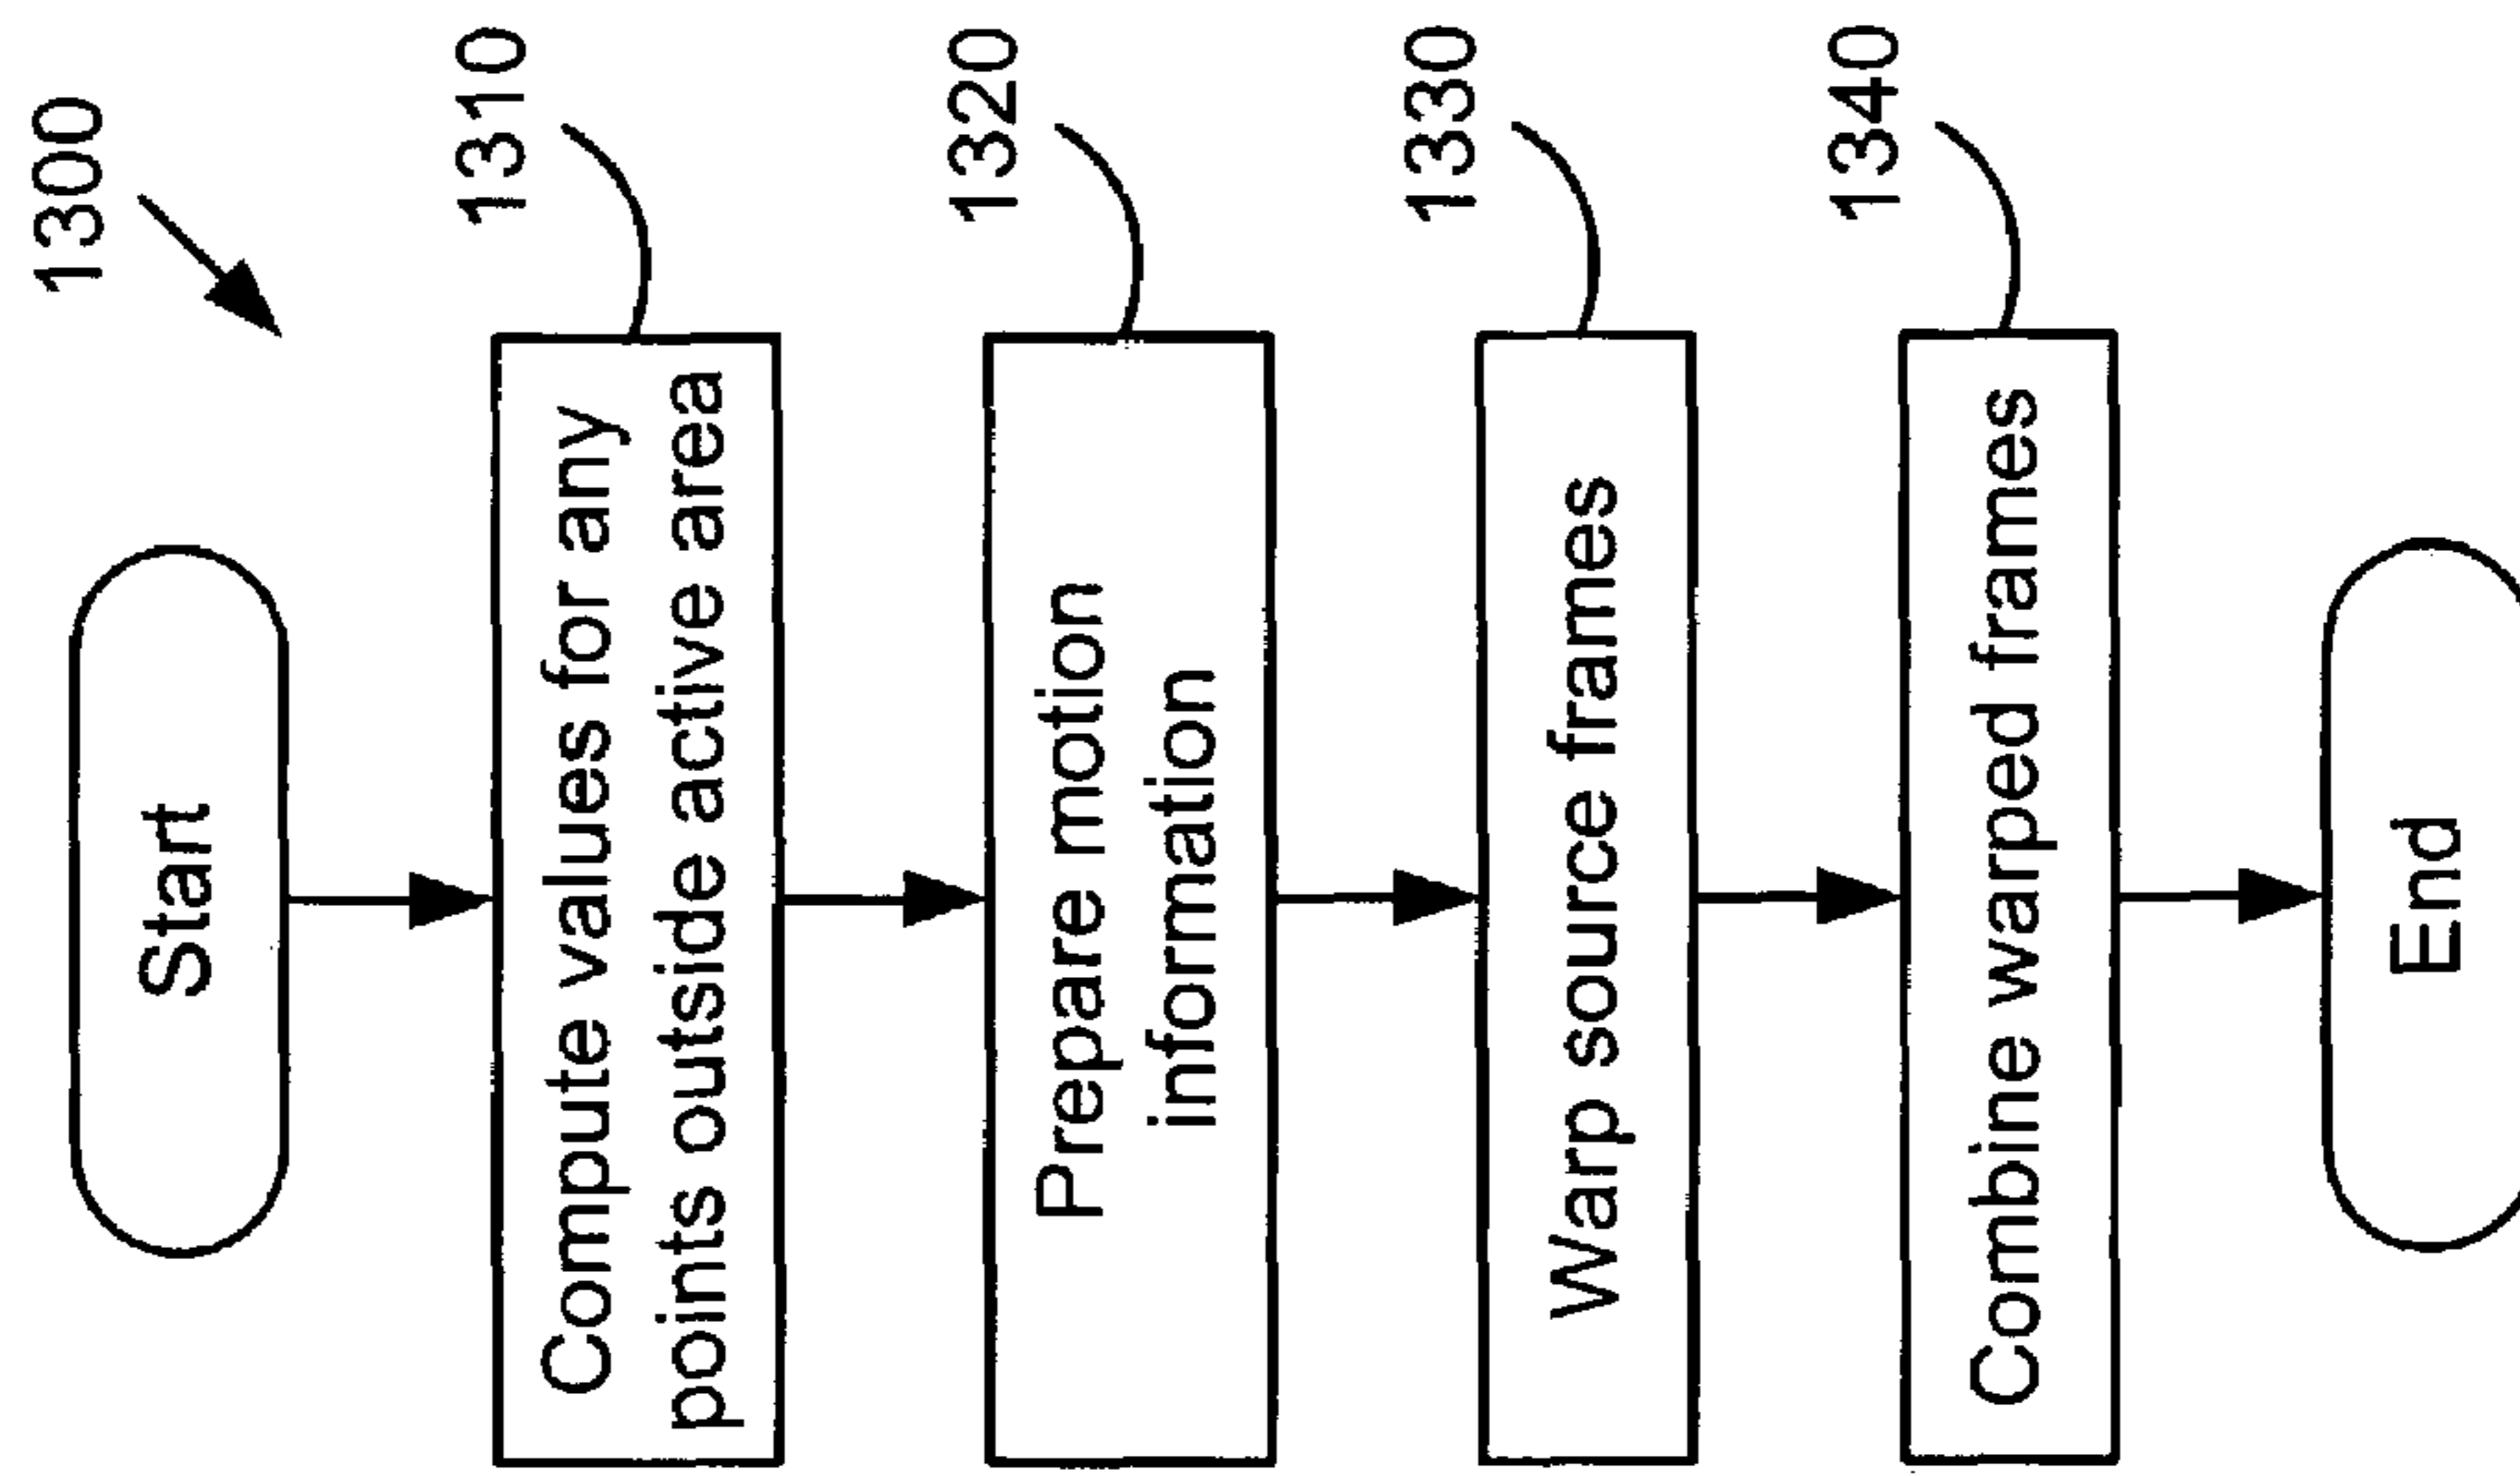 1300
Start
1310
Compute values for any
points outside active area
1320
Prepare motion
information
1330
Warp source frames
1340
Combine warped frames
End